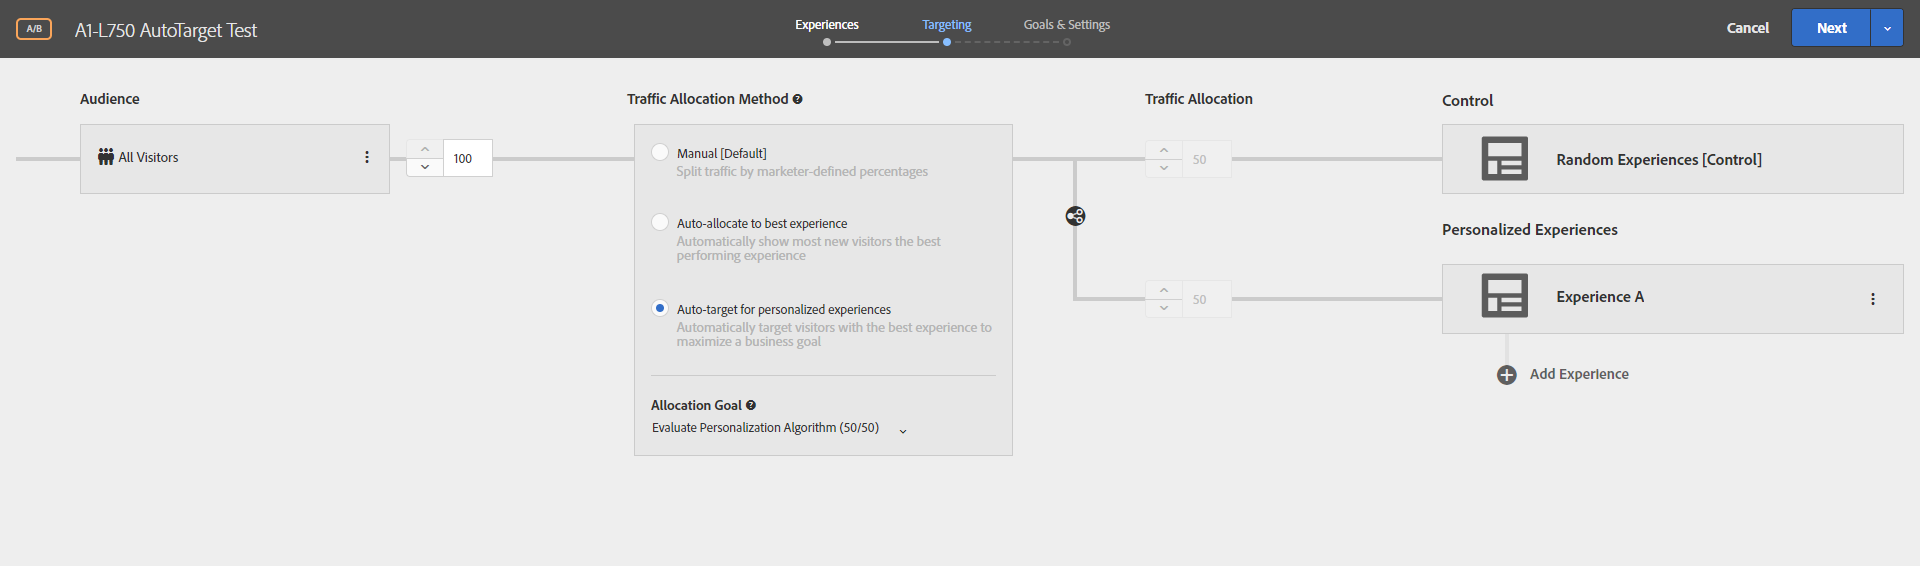 A/B
A1-L750 AutoTarget Test
Experiences
Targeting
Goals & Settings
Cancel
Next
Audience
All Visitors
100
Traffic Allocation Method
Manual [Default]
Split traffic by marketer-defined percentages
Auto-allocate to best experience
Automatically show most new visitors the best
performing experience
Auto-target for personalized experiences
Automatically target visitors with the best experience to
maximize a business goal
Allocation Goal
Evaluate Personalization Algorithm (50/50)
Traffic Allocation
50
50
Control
Random Experiences [Control]
Personalized Experiences
Experience A
Add Experience